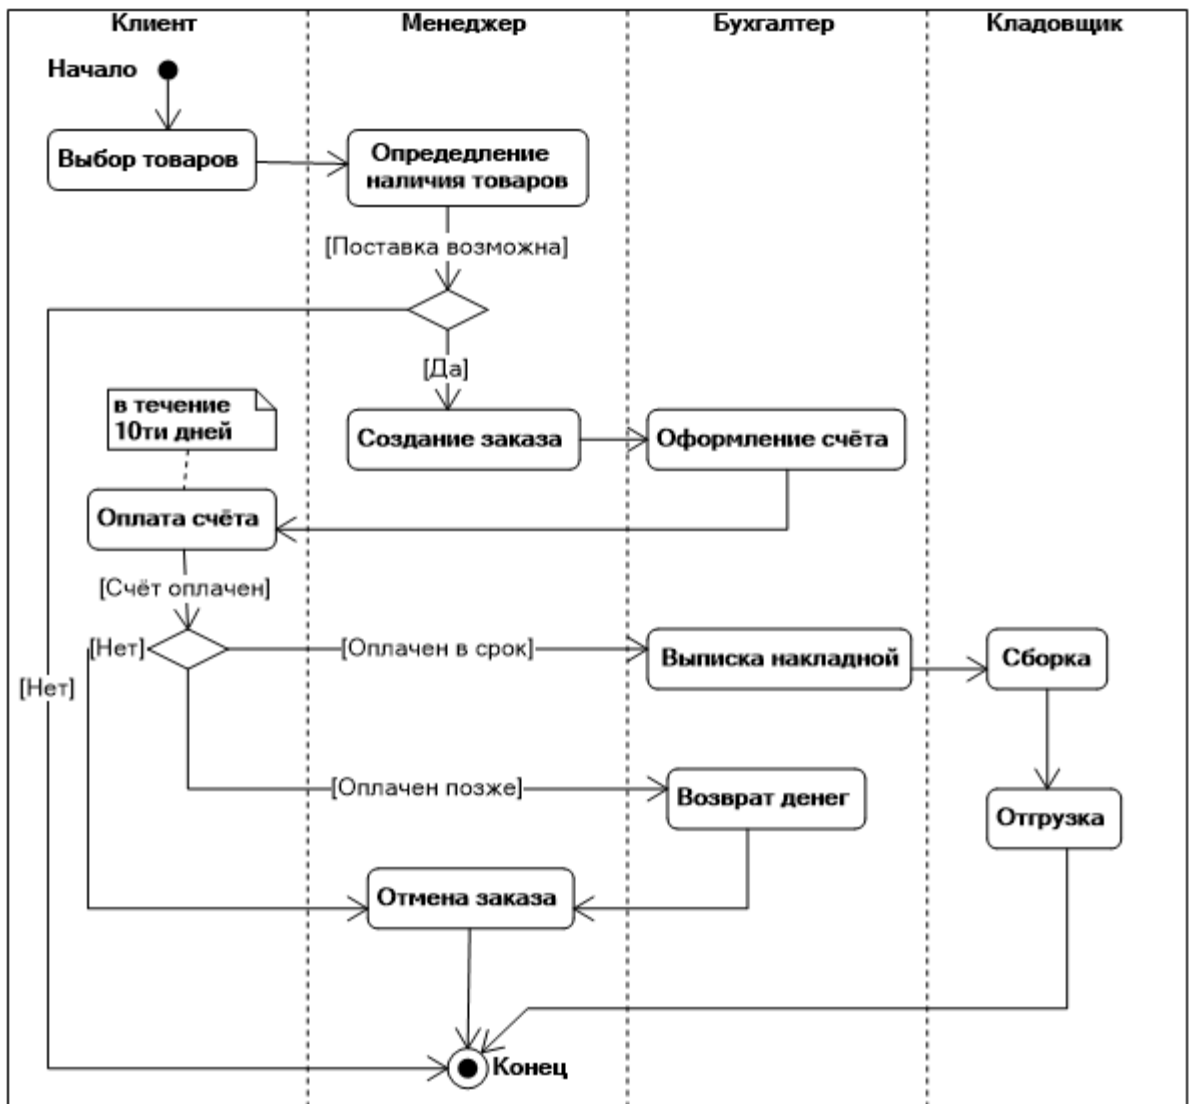 Клиент
Менеджер
Бухгалтер
Кладовщик
Начало
Выбор товаров
Опредедление
наличия товаров
[Поставка возможна]
[Да]
в течение
10ти дней
Создание заказа
Оформление счёта
Оплата счёта
[Счёт оплачен]
[Нет]
[Оплачен в срок]
Выписка накладной
Сборка
[Нет]
[Оплачен позже]
Возврат денег
Отгрузка
Отмена заказа
Конец